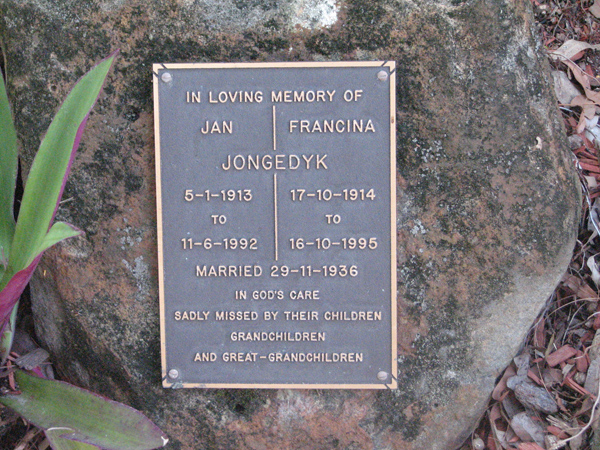 IN LOVING MEMORY OF
JAN FRANCINA
JONGEDYK
5-1-1913 17-10-1914
TO TO
11-6-1992 16-10-1995
MARRIED 29-11-1936
IN GOD'S CARE
SADLY MISSED BY THEIR CHILDREN
GRANDCHILDREN
AND GREAT-GRANDCHILDREN